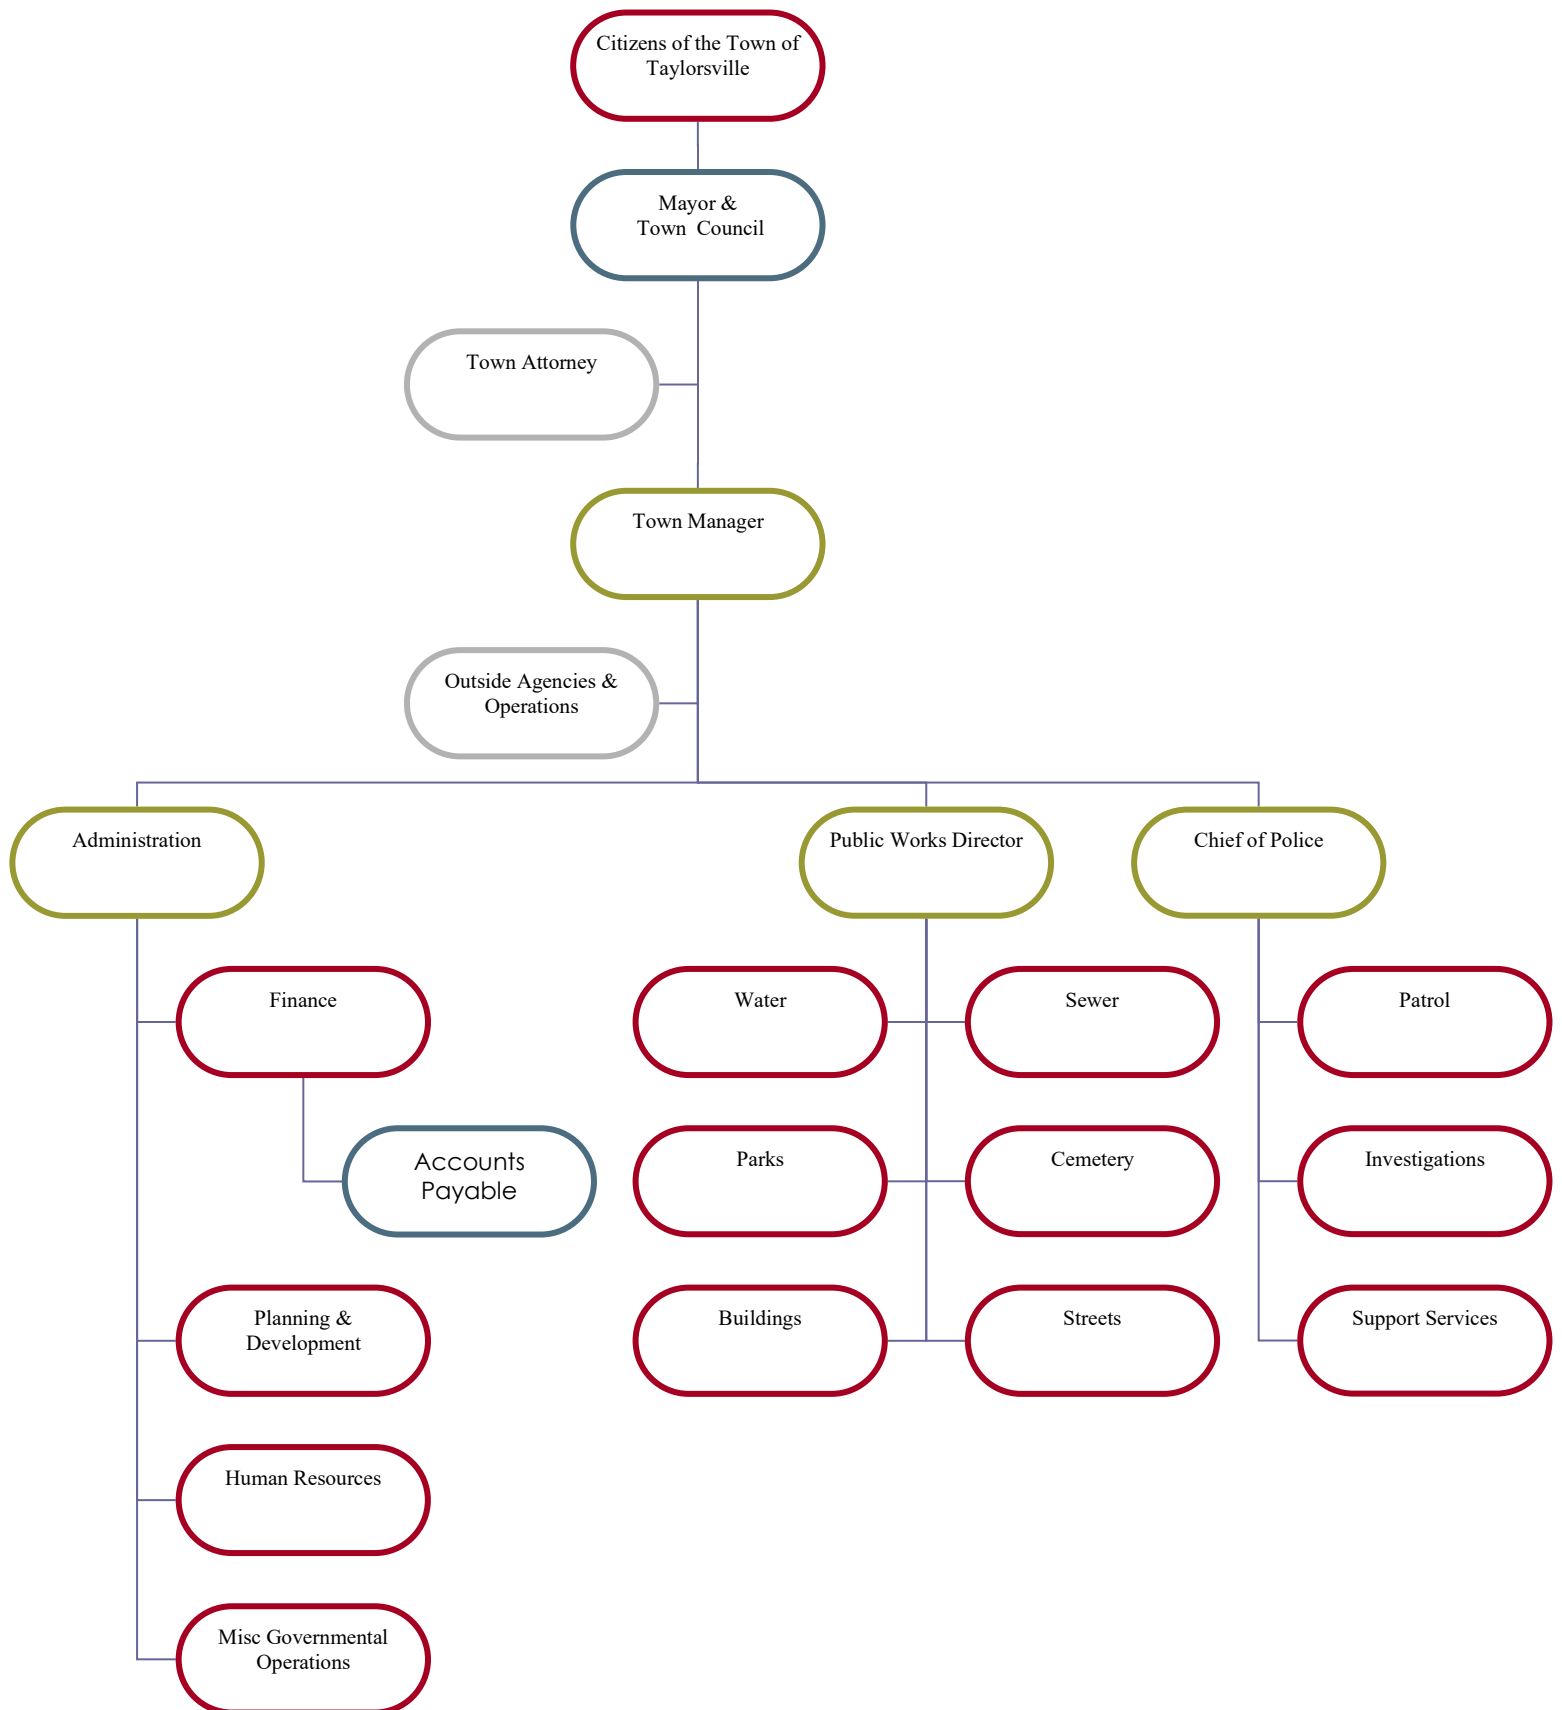 Citizens of the Town of
Taylorsville
Mayor &
Town  Council
Town Attorney
Town Manager
Outside Agencies &
Operations
Administration
Public Works Director
Chief of Police
Finance
Water
Sewer
Patrol
Accounts
Payable
Parks
Cemetery
Investigations
Planning &
Development
Buildings
Streets
Support Services
Human Resources
Misc Governmental
Operations